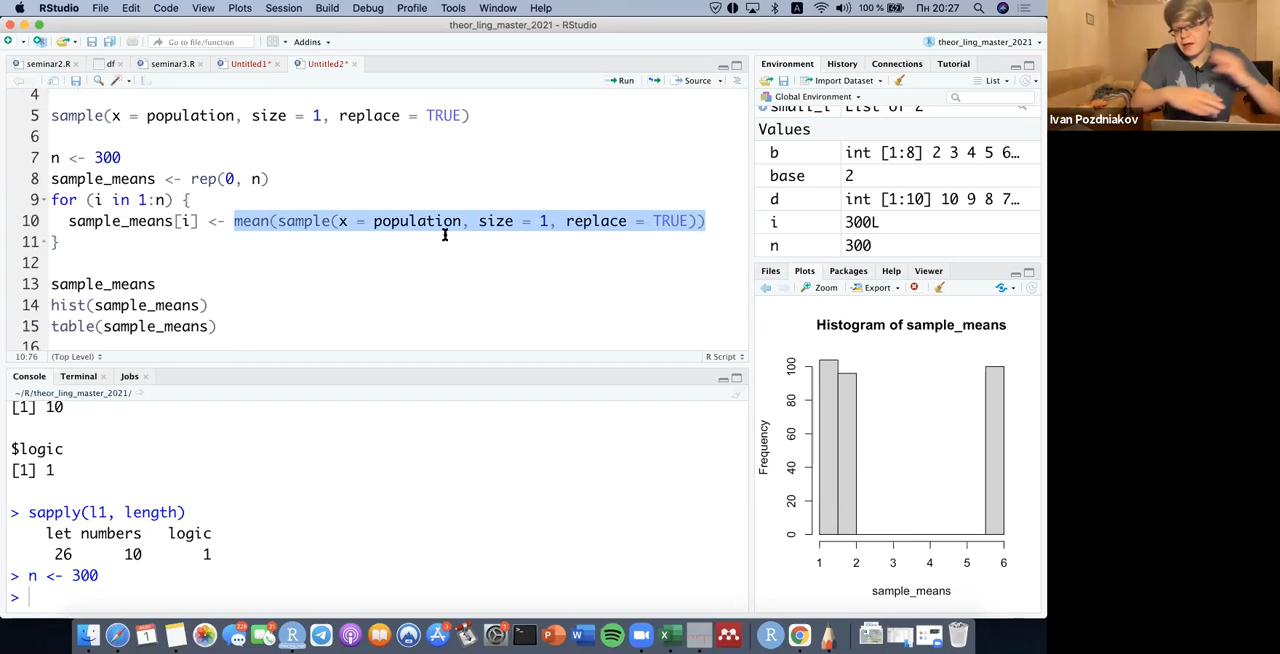 RStudio File Edit Code View Plots Session Build Debug Profile Tools Window Help 100 % Пн 20:27
theor_ling_master_2021 - RStudio
Go to file/function Addins theor_ling_master_2021
seminar2.R df seminar3.R Untitled1* Untitled2*
Run Source
4
5 sample(x = population, size = 1, replace = TRUE)
6
7 n <- 300
8 sample_means <- rep(0, n)
9 for (i in 1:n) {
10 sample_means[i] <- mean(sample(x = population, size = 1, replace = TRUE))
11 }
12
13 sample_means
14 hist(sample_means)
15 table(sample_means)
16
10:76 (Top Level) R Script
Console Terminal Jobs
~/R/theor_ling_master_2021/
[1] 10
$logic
[1] 1
> sapply(l1, length)
let numbers logic
26 10 1
> n <- 300
>
Environment History Connections Tutorial
Import Dataset List
Global Environment
small_l List of 2
Values
b int [1:8] 2 3 4 5 6…
base 2
d int [1:10] 10 9 8 7…
i 300L
n 300
Files Plots Packages Help Viewer
Zoom Export
Histogram of sample_means
Frequency
100
80
60
40
20
0
1 2 3 4 5 6
sample_means
Ivan Pozdniakov